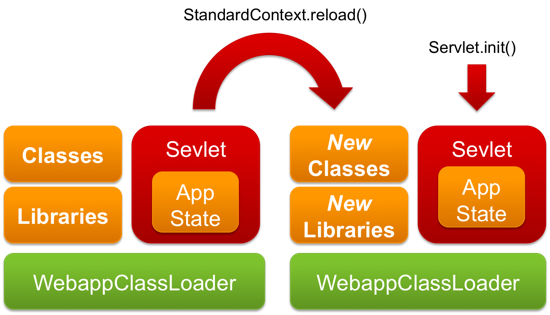 StandardContext.reload()
Servlet.init()
Classes
Libraries
Sevlet
App
State
WebappClassLoader
New
Classes
New
Libraries
Sevlet
App
State
WebappClassLoader